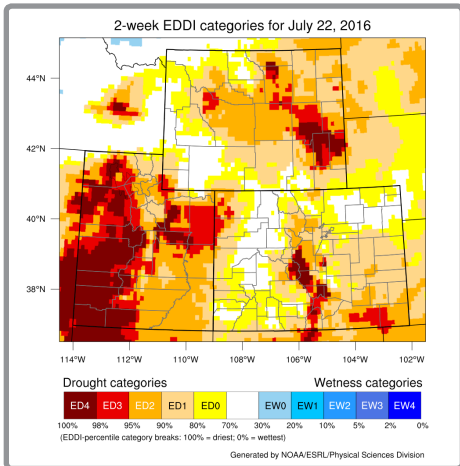 2-week EDDI categories for July 22, 2016
44°N
42°N
40°N
38°N
114°W 112°W 110°W 108°W 106°W 104°W 102°W
Drought categories Wetness categories
ED4 ED3 ED2 ED1 ED0 EW0 EW1 EW2 EW3 EW4
100% 98% 95% 90% 80% 70% 30% 20% 10% 5% 2% 0%
(EDDI-percentile category breaks: 100% = driest; 0% = wettest)
Generated by NOAA/ESRL/Physical Sciences Division